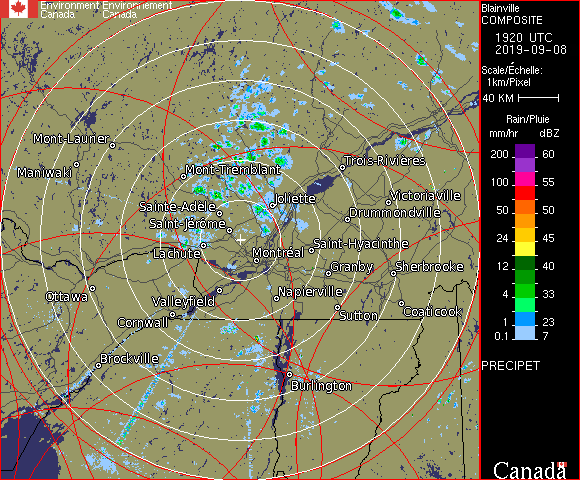 Environment Environnement
Canada Canada
Blainville
COMPOSITE
1920 UTC
2019-09-08
Scale/Échelle:
1km/Pixel
40 KM
Rain/Pluie
mm/hr dBZ
200 60
100 55
50 50
24 45
12 40
4 33
1 23
0.1 7
PRECIPET
Canada
Mont-Laurier
Maniwaki
Mont-Tremblant
Trois-Rivières
Sainte-Adèle
Joliette
Victoriaville
Drummondville
Saint-Jérôme
Lachute
Montréal
Saint-Hyacinthe
Granby
Sherbrooke
Ottawa
Valleyfield
Napierville
Cornwall
Sutton
Coaticook
Brockville
Burlington